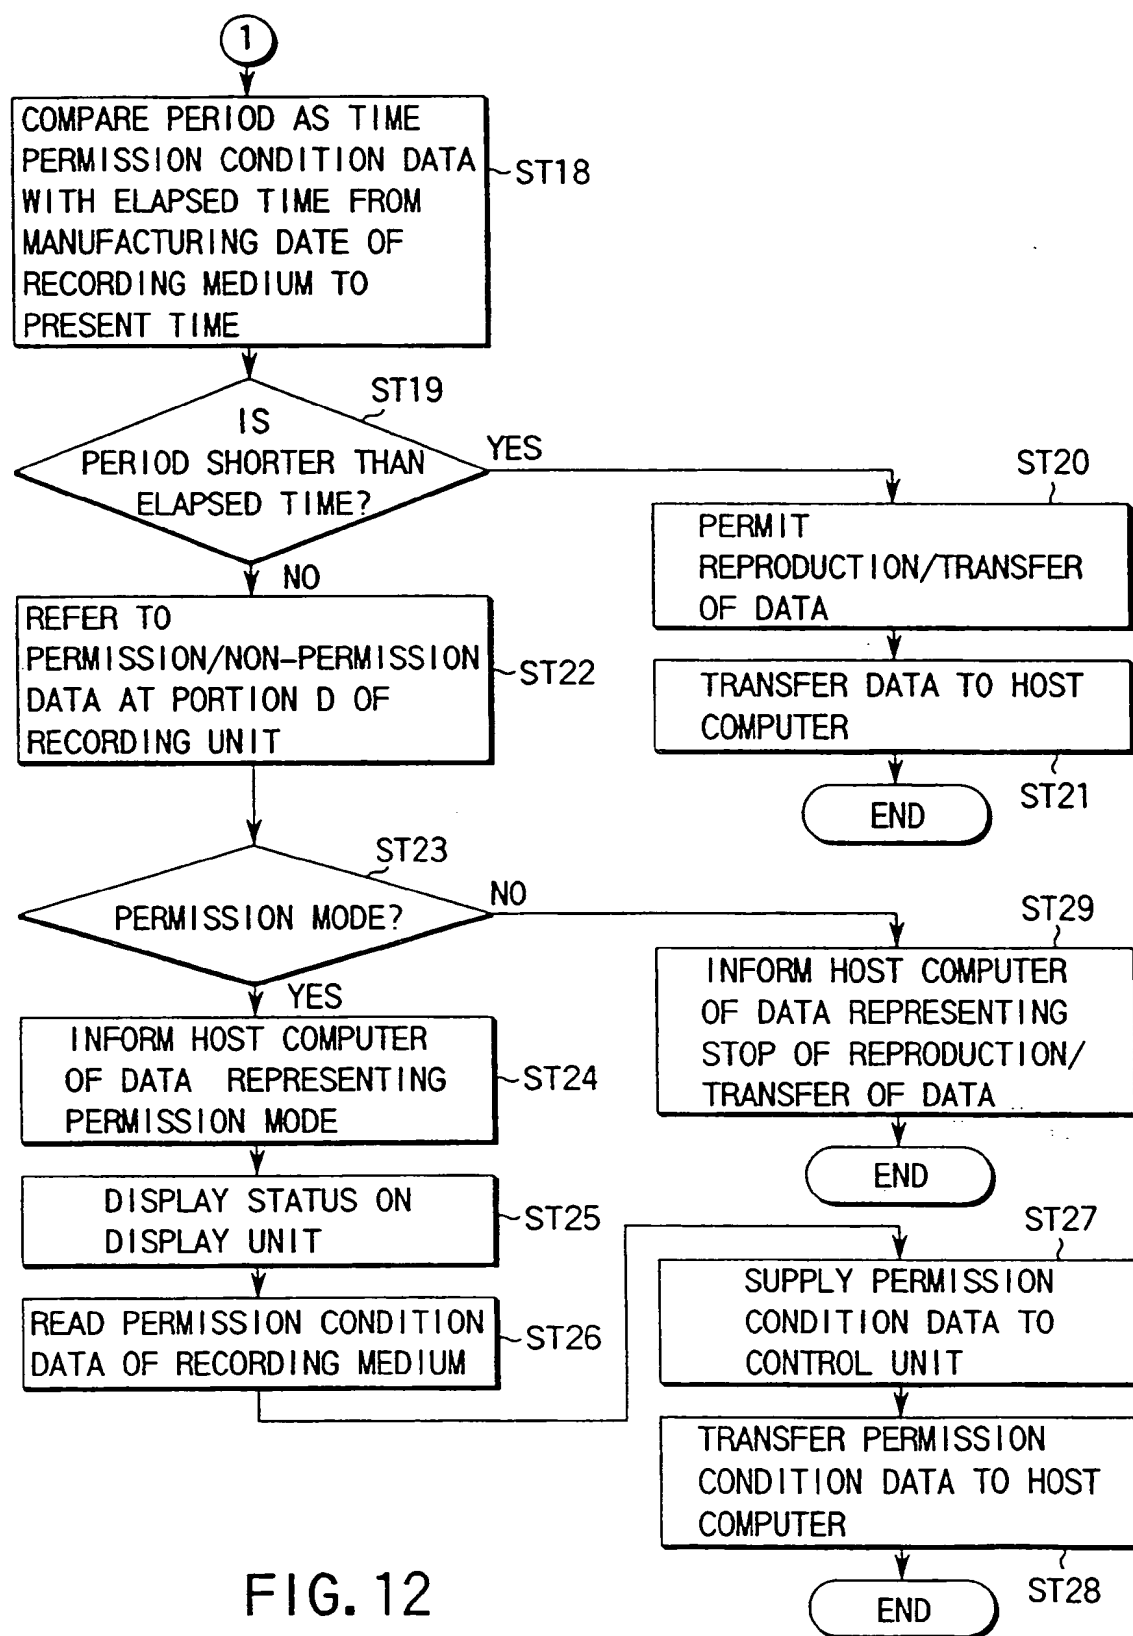 1
COMPARE PERIOD AS TIME
PERMISSION CONDITION DATA
WITH ELAPSED TIME FROM
MANUFACTURING DATE OF
RECORDING MEDIUM TO
PRESENT TIME
ST18
ST19
IS
PERIOD SHORTER THAN
ELAPSED TIME?
YES
NO
ST20
PERMIT
REPRODUCTION/TRANSFER
OF DATA
TRANSFER DATA TO HOST
COMPUTER
ST21
END
REFER TO
PERMISSION/NON-PERMISSION
DATA AT PORTION D OF
RECORDING UNIT
ST22
ST23
PERMISSION MODE?
NO
YES
ST29
INFORM HOST COMPUTER
OF DATA REPRESENTING
STOP OF REPRODUCTION/
TRANSFER OF DATA
END
INFORM HOST COMPUTER
OF DATA REPRESENTING
PERMISSION MODE
ST24
DISPLAY STATUS ON
DISPLAY UNIT
ST25
READ PERMISSION CONDITION
DATA OF RECORDING MEDIUM
ST26
ST27
SUPPLY PERMISSION
CONDITION DATA TO
CONTROL UNIT
TRANSFER PERMISSION
CONDITION DATA TO HOST
COMPUTER
ST28
END
FIG. 12